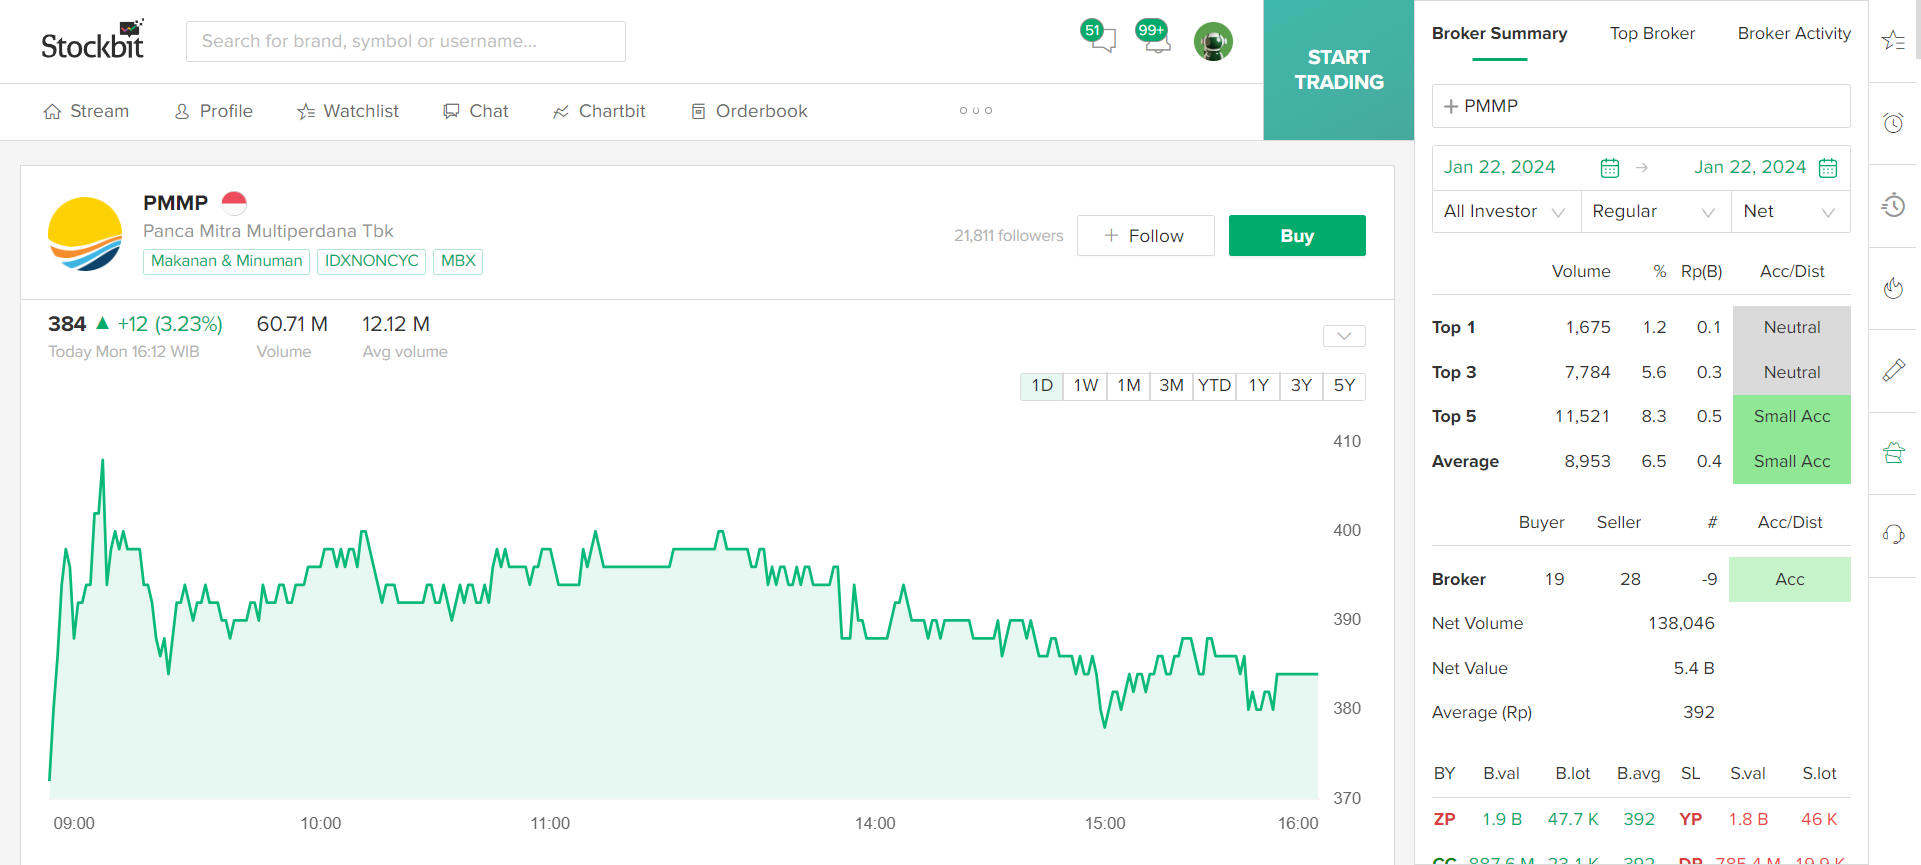 Stockbit
Search for brand, symbol or username...
51
99+
START
TRADING
Stream
Profile
Watchlist
Chat
Chartbit
Orderbook
PMMP
Panca Mitra Multiperdana Tbk
Makanan & Minuman
IDXNONCYC
MBX
21,811 followers
+ Follow
Buy
384 ▲ +12 (3.23%)
60.71 M
12.12 M
Today Mon 16:12 WIB
Volume
Avg volume
1D 1W 1M 3M YTD 1Y 3Y 5Y
410
400
390
380
370
09:00 10:00 11:00 14:00 15:00 16:00
Broker Summary
Top Broker
Broker Activity
+ PMMP
Jan 22, 2024 → Jan 22, 2024
All Investor Regular Net
Volume % Rp(B) Acc/Dist
Top 1 1,675 1.2 0.1 Neutral
Top 3 7,784 5.6 0.3 Neutral
Top 5 11,521 8.3 0.5 Small Acc
Average 8,953 6.5 0.4 Small Acc
Buyer Seller # Acc/Dist
Broker 19 28 -9 Acc
Net Volume 138,046
Net Value 5.4 B
Average (Rp) 392
BY B.val B.lot B.avg SL S.val S.lot
ZP 1.9 B 47.7 K 392 YP 1.8 B 46 K